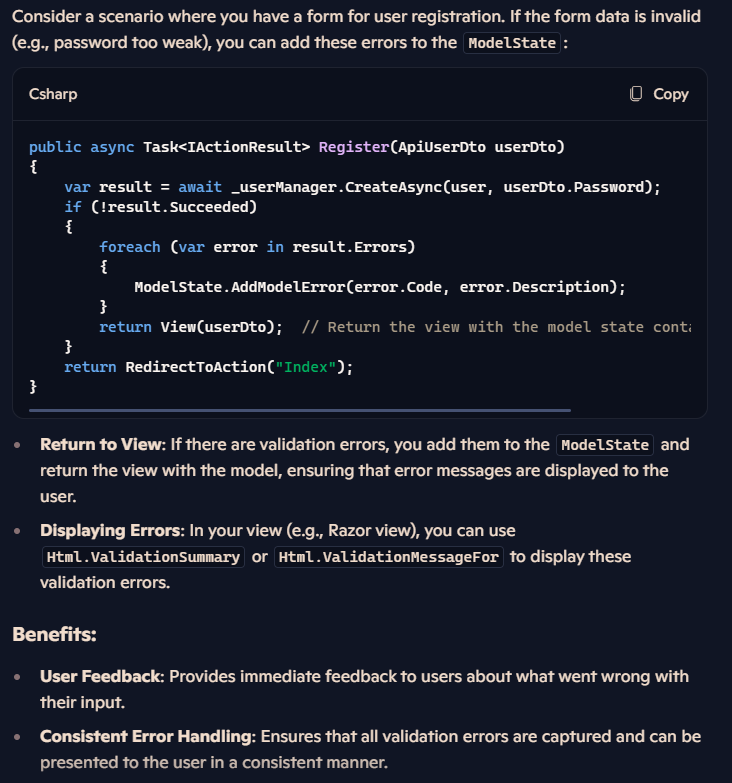 Consider a scenario where you have a form for user registration. If the form data is invalid
(e.g., password too weak), you can add these errors to the ModelState:
Csharp Copy
public async Task<IActionResult> Register(ApiUserDto userDto)
{
    var result = await _userManager.CreateAsync(user, userDto.Password);
    if (!result.Succeeded)
    {
        foreach (var error in result.Errors)
        {
            ModelState.AddModelError(error.Code, error.Description);
        }
        return View(userDto);  // Return the view with the model state
    }
    return RedirectToAction("Index");
}
• Return to View: If there are validation errors, you add them to the ModelState and
return the view with the model, ensuring that error messages are displayed to the
user.
• Displaying Errors: In your view (e.g., Razor view), you can use
Html.ValidationSummary or Html.ValidationMessageFor to display these
validation errors.
Benefits:
• User Feedback: Provides immediate feedback to users about what went wrong with
their input.
• Consistent Error Handling: Ensures that all validation errors are captured and can be
presented to the user in a consistent manner.